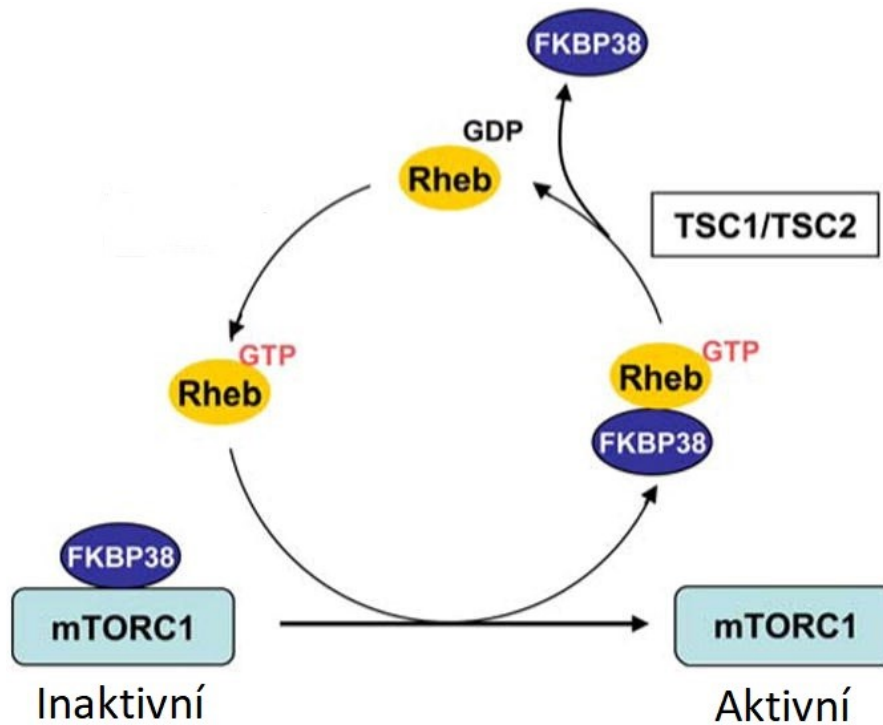 FKBP38
GDP
Rheb
TSC1/TSC2
GTP
Rheb
GTP
Rheb
FKBP38
FKBP38
mTORC1
mTORC1
Inaktivní
Aktivní